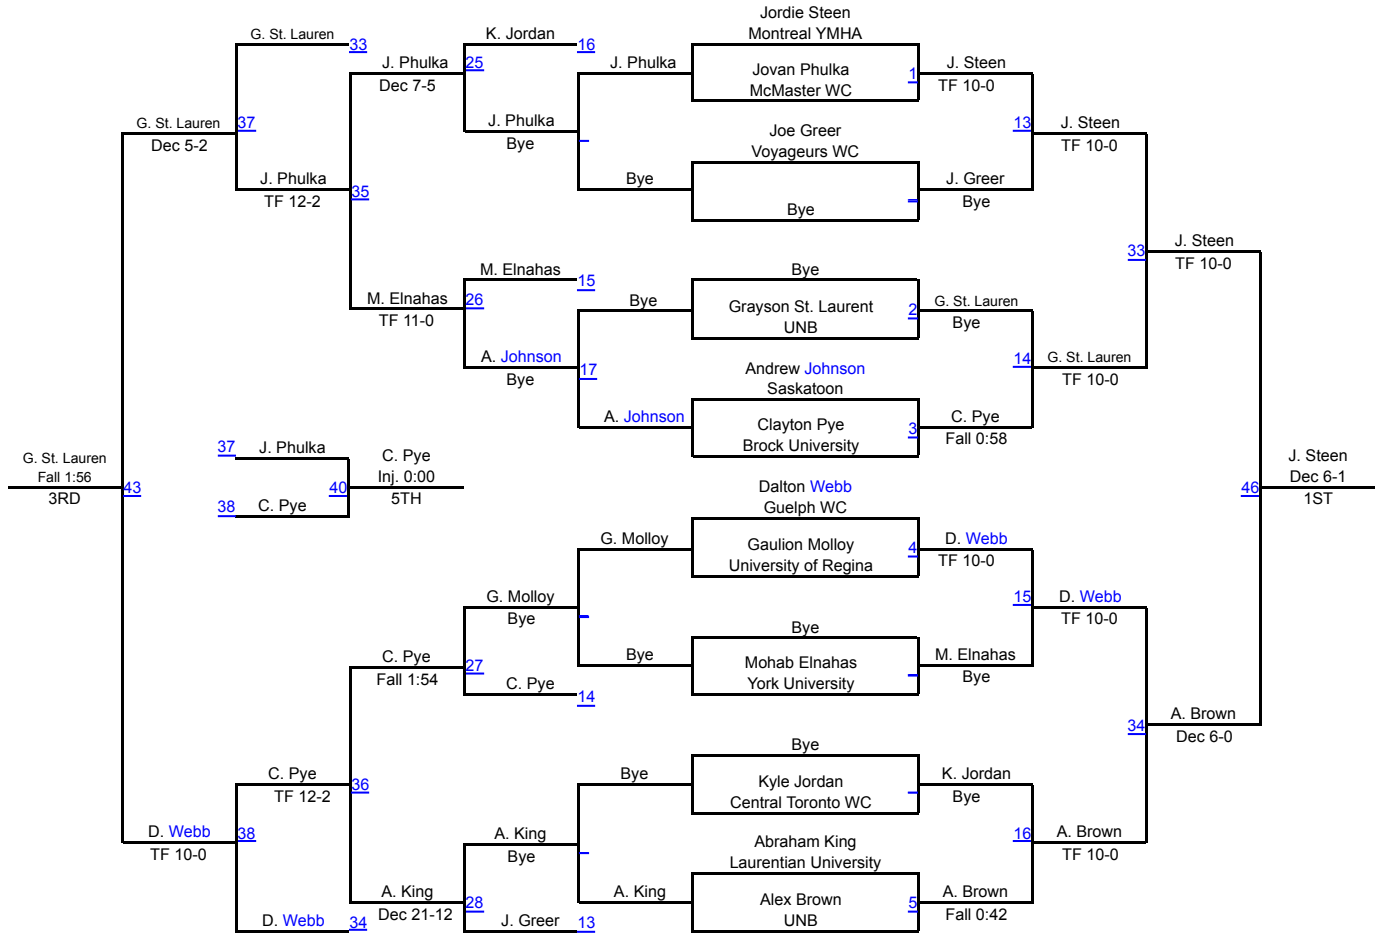 Jordie Steen
Montreal YMHA
G. St. Lauren
33
K. Jordan
16
J. Phulka
25
Dec 7-5
J. Phulka
Jovan Phulka
McMaster WC
1
J. Steen
TF 10-0
G. St. Lauren
37
Dec 5-2
J. Phulka
Bye
Joe Greer
Voyageurs WC
13
J. Steen
TF 10-0
J. Phulka
35
TF 12-2
Bye
Bye
J. Greer
Bye
33
J. Steen
TF 10-0
M. Elnahas
15
Bye
M. Elnahas
26
TF 11-0
Bye
Grayson St. Laurent
UNB
2
G. St. Lauren
Bye
A. Johnson
Bye
17
Andrew Johnson
Saskatoon
14
G. St. Lauren
TF 10-0
A. Johnson
Clayton Pye
Brock University
3
C. Pye
Fall 0:58
G. St. Lauren
Fall 1:56
3RD
43
37
J. Phulka
38
C. Pye
40
C. Pye
Inj. 0:00
5TH
46
J. Steen
Dec 6-1
1ST
Dalton Webb
Guelph WC
G. Molloy
Gaulion Molloy
University of Regina
4
D. Webb
TF 10-0
G. Molloy
Bye
15
D. Webb
TF 10-0
Bye
C. Pye
27
Fall 1:54
Bye
Mohab Elnahas
York University
M. Elnahas
Bye
C. Pye
14
34
A. Brown
Dec 6-0
Bye
C. Pye
36
TF 12-2
Bye
Kyle Jordan
Central Toronto WC
K. Jordan
Bye
D. Webb
38
TF 10-0
A. King
Bye
Abraham King
Laurentian University
16
A. Brown
TF 10-0
A. King
28
Dec 21-12
A. King
Alex Brown
UNB
5
A. Brown
Fall 0:42
D. Webb
34
J. Greer
13